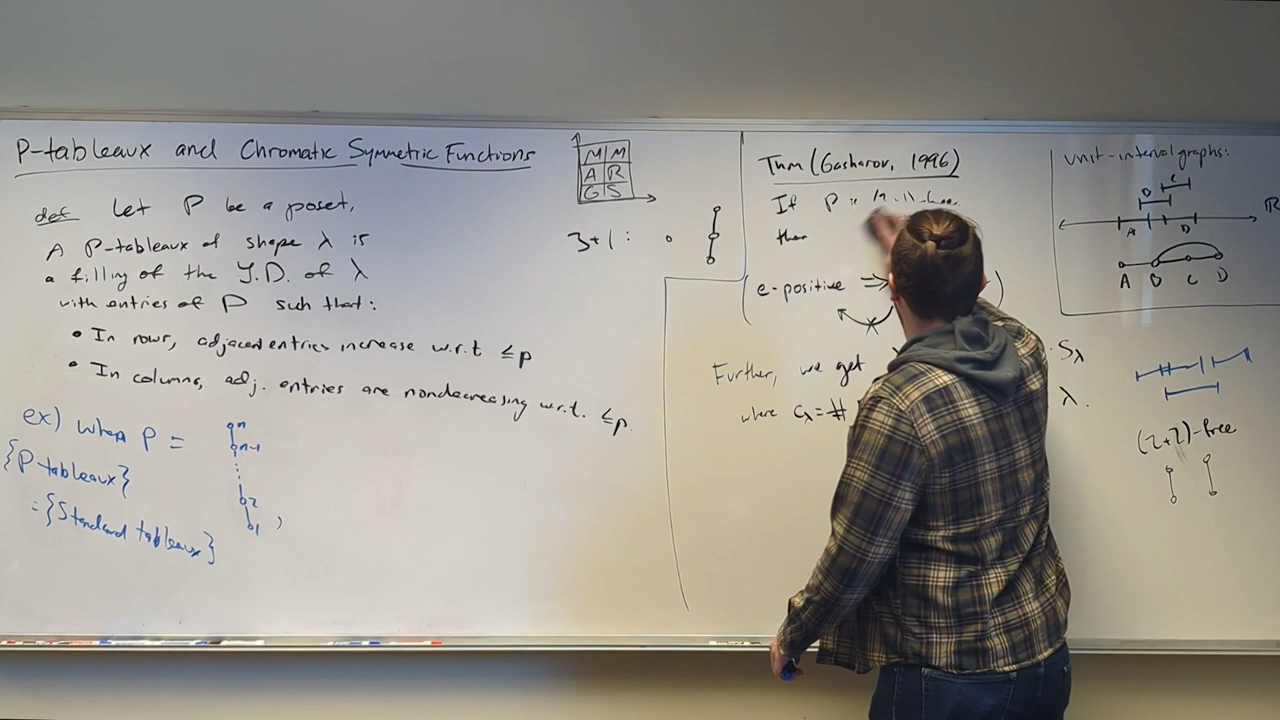 P-tableaux and Chromatic Symmetric Functions
def Let P be a poset,
A P-tableaux of shape λ is
a filling of the Y.D. of λ
with entries of P such that:
• In rows, adjacent entries increase w.r.t ≤p
• In columns, adj. entries are nondecreasing w.r.t. ≤p.
ex) when P =
n
n-1
2
1
,
{P-tableaux}
={Standard tableaux}
M M
A R
G S
3+1:
Thm (Gasharov, 1996)
If P is
then
(e-positive ⇒ )
Further, we get
where cλ = #
Sλ
λ.
Unit-interval graphs:
C
B
A D
R
A B C D
(2+2)-free